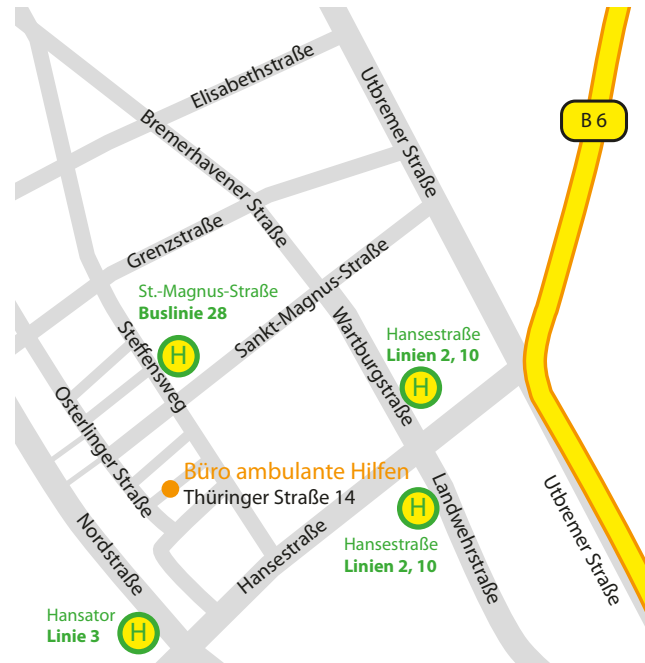 Elisabethstraße
Utbremer Straße
B 6
Bremerhavener Straße
Grenzstraße
St.-Magnus-Straße
Buslinie 28
H
Sankt-Magnus-Straße
Steffensweg
Wartburgstraße
Hansestraße
Linien 2, 10
H
Osterlinger Straße
Büro ambulante Hilfen
Thüringer Straße 14
Nordstraße
Hansestraße
H
Hansestraße
Linien 2, 10
Landwehrstraße
Utbremer Straße
Hansator
Linie 3
H